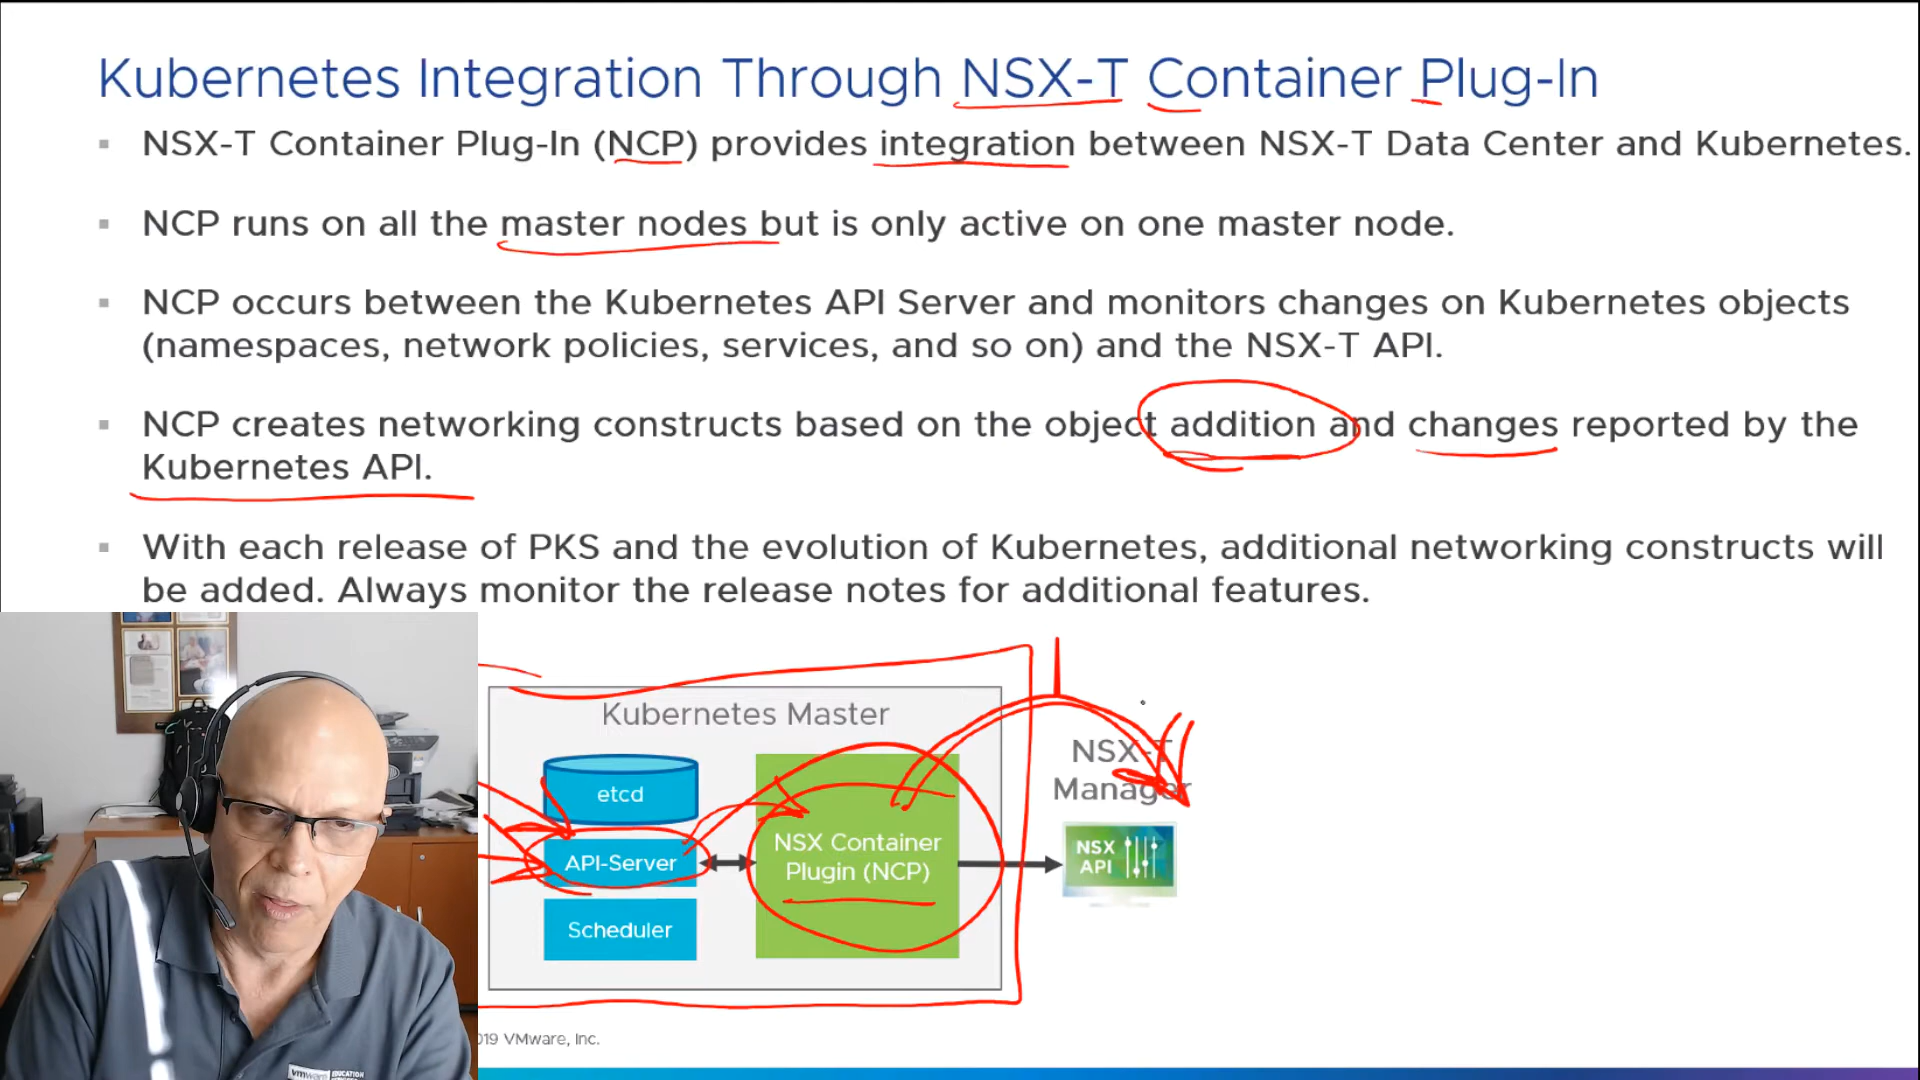 Kubernetes Integration Through NSX-T Container Plug-In
▪ NSX-T Container Plug-In (NCP) provides integration between NSX-T Data Center and Kubernetes.
▪ NCP runs on all the master nodes but is only active on one master node.
▪ NCP occurs between the Kubernetes API Server and monitors changes on Kubernetes objects
(namespaces, network policies, services, and so on) and the NSX-T API.
▪ NCP creates networking constructs based on the object addition and changes reported by the
Kubernetes API.
▪ With each release of PKS and the evolution of Kubernetes, additional networking constructs will
be added. Always monitor the release notes for additional features.
Kubernetes Master
etcd
API-Server
Scheduler
NSX Container
Plugin (NCP)
NSX-T
Manager
NSX
API
019 VMware, Inc.
vmware EDUCATION